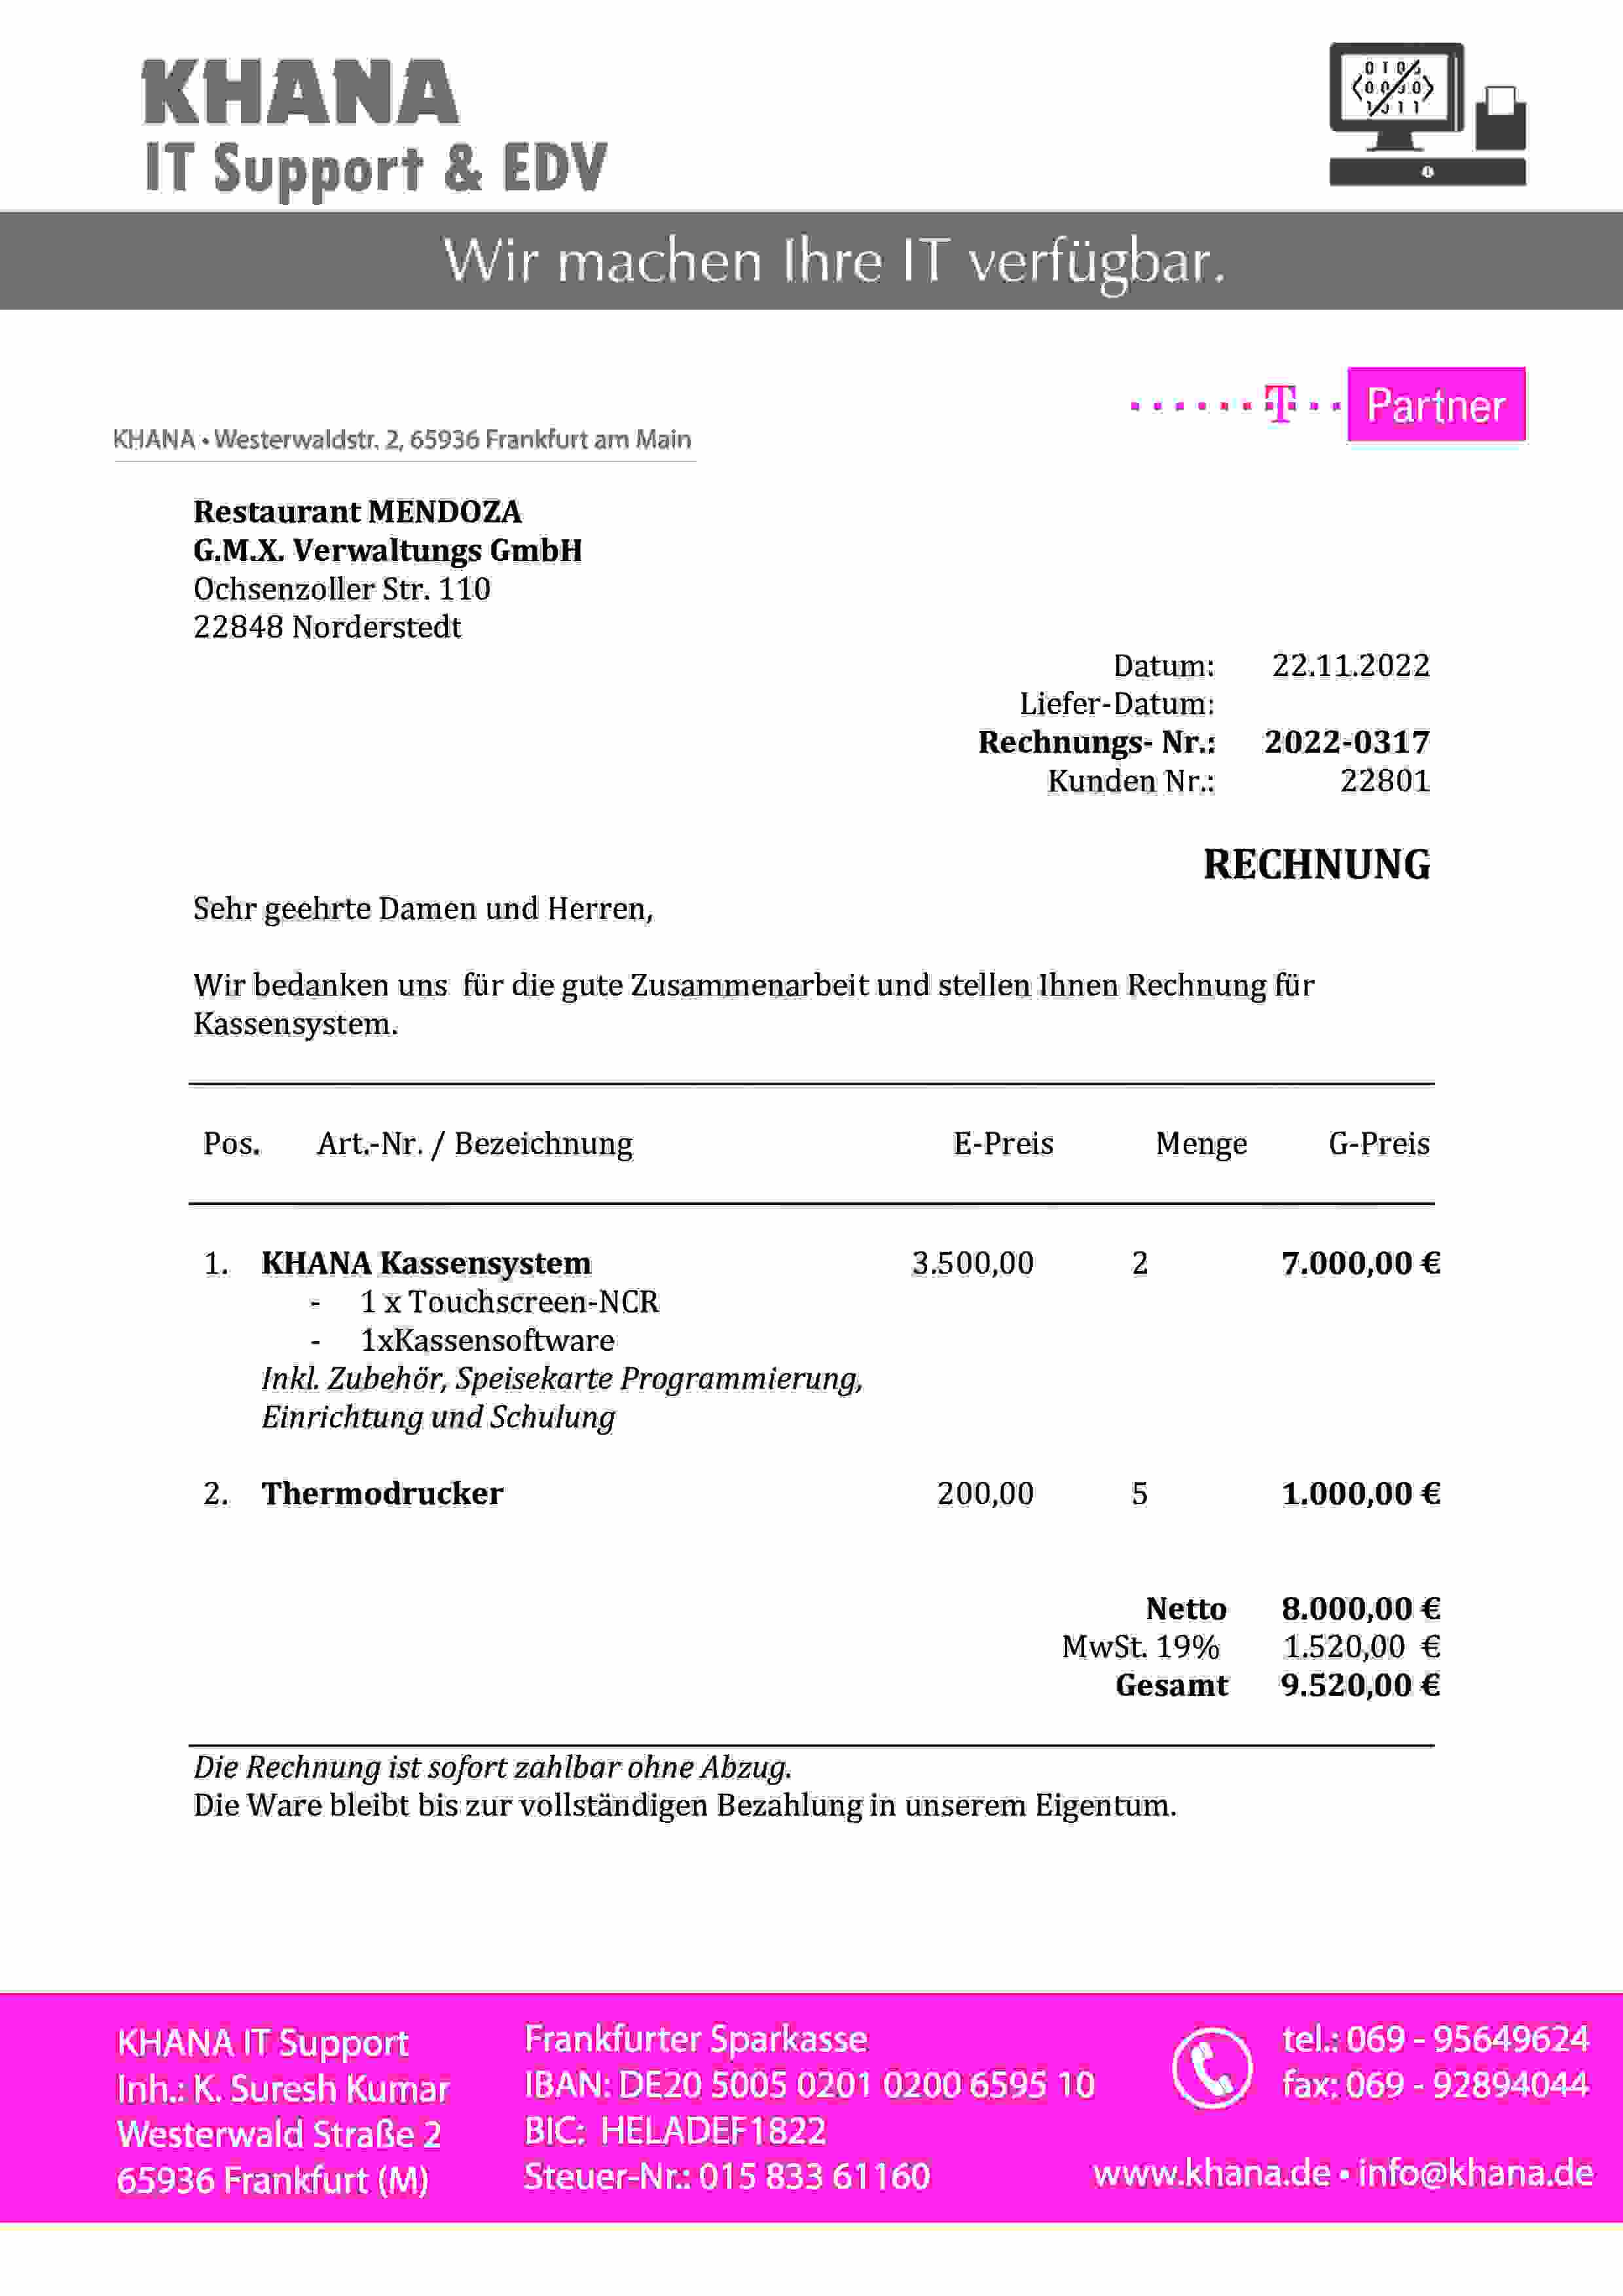 KHANA
IT Support & EDV
Wir machen Ihre IT verfügbar.
T Partner
KHANA • Westerwaldstr. 2, 65936 Frankfurt am Main
Restaurant MENDOZA
G.M.X. Verwaltungs GmbH
Ochsenzoller Str. 110
22848 Norderstedt
Datum: 22.11.2022
Liefer-Datum:
Rechnungs- Nr.: 2022-0317
Kunden Nr.: 22801
RECHNUNG
Sehr geehrte Damen und Herren,
Wir bedanken uns für die gute Zusammenarbeit und stellen Ihnen Rechnung für
Kassensystem.
Pos. Art.-Nr. / Bezeichnung E-Preis Menge G-Preis
1. KHANA Kassensystem 3.500,00 2 7.000,00 €
- 1 x Touchscreen-NCR
- 1xKassensoftware
Inkl. Zubehör, Speisekarte Programmierung,
Einrichtung und Schulung
2. Thermodrucker 200,00 5 1.000,00 €
Netto 8.000,00 €
MwSt. 19% 1.520,00 €
Gesamt 9.520,00 €
Die Rechnung ist sofort zahlbar ohne Abzug.
Die Ware bleibt bis zur vollständigen Bezahlung in unserem Eigentum.
KHANA IT Support
Inh.: K. Suresh Kumar
Westerwald Straße 2
65936 Frankfurt (M)
Frankfurter Sparkasse
IBAN: DE20 5005 0201 0200 6595 10
BIC: HELADEF1822
Steuer-Nr.: 015 833 61160
tel.: 069 - 95649624
fax: 069 - 92894044
www.khana.de • info@khana.de